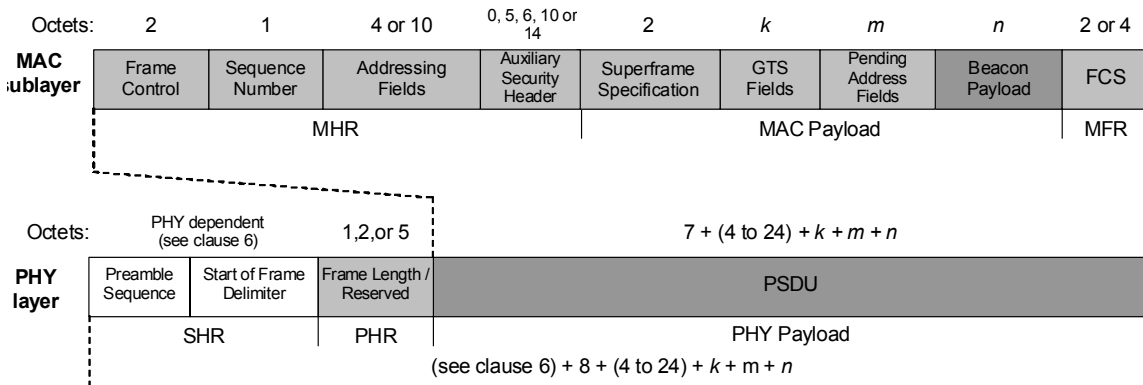 Octets: 2 1 4 or 10 0, 5, 6, 10 or 14 2 k m n 2 or 4
MAC sublayer Frame Control Sequence Number Addressing Fields Auxiliary Security Header Superframe Specification GTS Fields Pending Address Fields Beacon Payload FCS
MHR MAC Payload MFR
Octets: PHY dependent (see clause 6) 1,2,or 5 7 + (4 to 24) + k + m + n
PHY layer Preamble Sequence Start of Frame Delimiter Frame Length / Reserved PSDU
SHR PHR PHY Payload
(see clause 6) + 8 + (4 to 24) + k + m + n